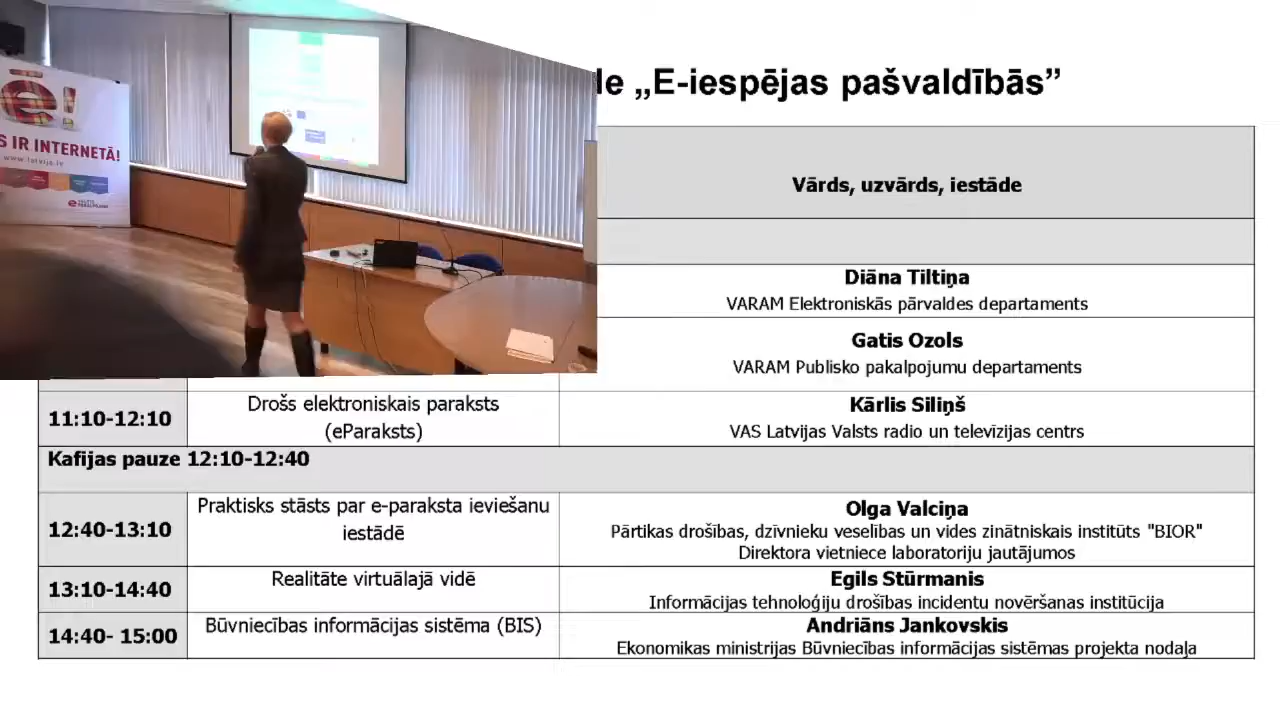 le „E-iespējas pašvaldībās”
S IR INTERNETĀ!
www.latvija.lv
Vārds, uzvārds, iestāde
Diāna Tiltiņa
VARAM Elektroniskās pārvaldes departaments
Gatis Ozols
VARAM Publisko pakalpojumu departaments
11:10-12:10
Drošs elektroniskais paraksts
(eParaksts)
Kārlis Siliņš
VAS Latvijas Valsts radio un televīzijas centrs
Kafijas pauze 12:10-12:40
12:40-13:10
Praktisks stāsts par e-paraksta ieviešanu
iestādē
Olga Valciņa
Pārtikas drošības, dzīvnieku veselības un vides zinātniskais institūts "BIOR"
Direktora vietniece laboratoriju jautājumos
13:10-14:40
Realitāte virtuālajā vidē
Egils Stūrmanis
Informācijas tehnoloģiju drošības incidentu novēršanas institūcija
14:40- 15:00
Būvniecības informācijas sistēma (BIS)
Andriāns Jankovskis
Ekonomikas ministrijas Būvniecības informācijas sistēmas projekta nodaļa